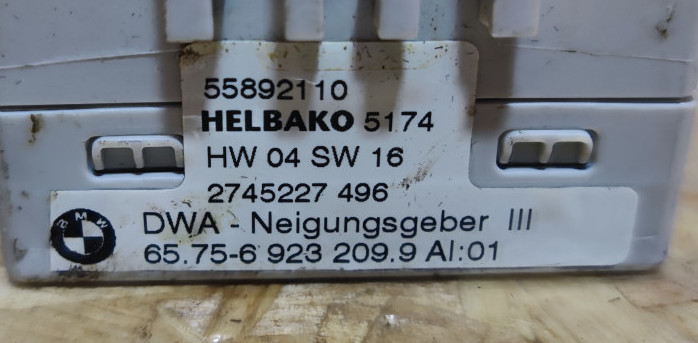 55892110
HELBAKO 5174
HW 04 SW 16
2745227 496
BMW
DWA - Neigungsgeber III
65.75-6 923 209.9 AI:01